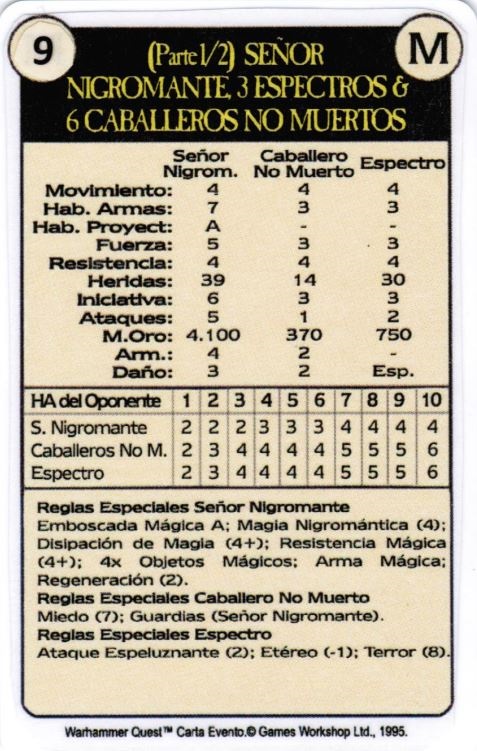 9
M
(Parte 1/2) SEÑOR
NIGROMANTE, 3 ESPECTROS &
6 CABALLEROS NO MUERTOS
Señor Nigrom. Caballero No Muerto Espectro
Movimiento: 4 4 4
Hab. Armas: 7 3 3
Hab. Proyect: A - -
Fuerza: 5 3 3
Resistencia: 4 4 4
Heridas: 39 14 30
Iniciativa: 6 3 3
Ataques: 5 1 2
M.Oro: 4.100 370 750
Arm.: 4 2 -
Daño: 3 2 Esp.
HA del Oponente 1 2 3 4 5 6 7 8 9 10
S. Nigromante 2 2 2 3 3 3 4 4 4 4
Caballeros No M. 2 3 4 4 4 4 5 5 5 6
Espectro 2 3 4 4 4 4 5 5 5 6
Reglas Especiales Señor Nigromante
Emboscada Mágica A; Magia Nigromántica (4);
Disipación de Magia (4+); Resistencia Mágica
(4+); 4x Objetos Mágicos; Arma Mágica;
Regeneración (2).
Reglas Especiales Caballero No Muerto
Miedo (7); Guardias (Señor Nigromante).
Reglas Especiales Espectro
Ataque Espeluznante (2); Etéreo (-1); Terror (8).
Warhammer Quest™ Carta Evento.© Games Workshop Ltd., 1995.